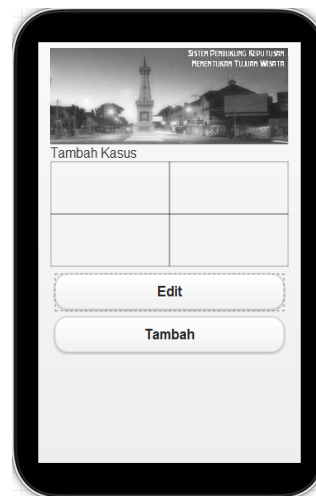 SISTEM PENDUKUNG KEPUTUSAN
MENENTUKAN TUJUAN WISATA
Tambah Kasus
Edit
Tambah